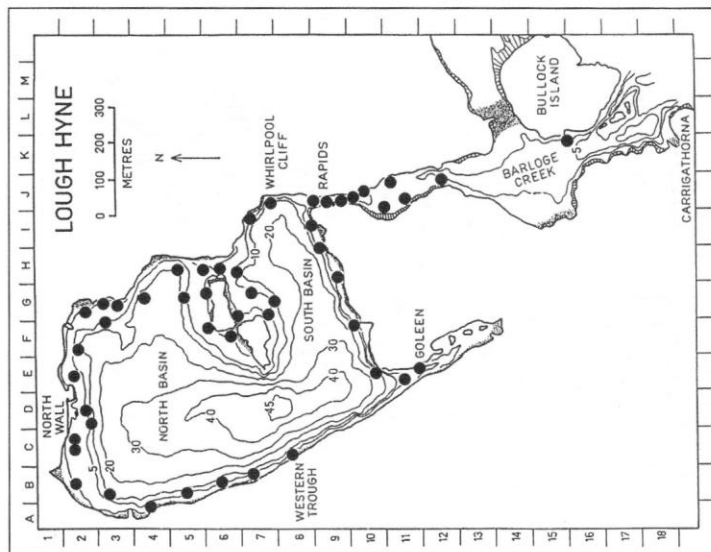 LOUGH HYNE
0 100 200 300
METRES
N
WHIRLPOOL
CLIFF
RAPIDS
BULLOCK
ISLAND
BARLOGE
CREEK
CARRIGATHORNA
GOLEEN
SOUTH BASIN
NORTH BASIN
NORTH
WALL
WESTERN
TROUGH
5
20
30
40
45
40
30
10
20
5
A B C D E F G H I J K L M
1 2 3 4 5 6 7 8 9 10 11 12 13 14 15 16 17 18